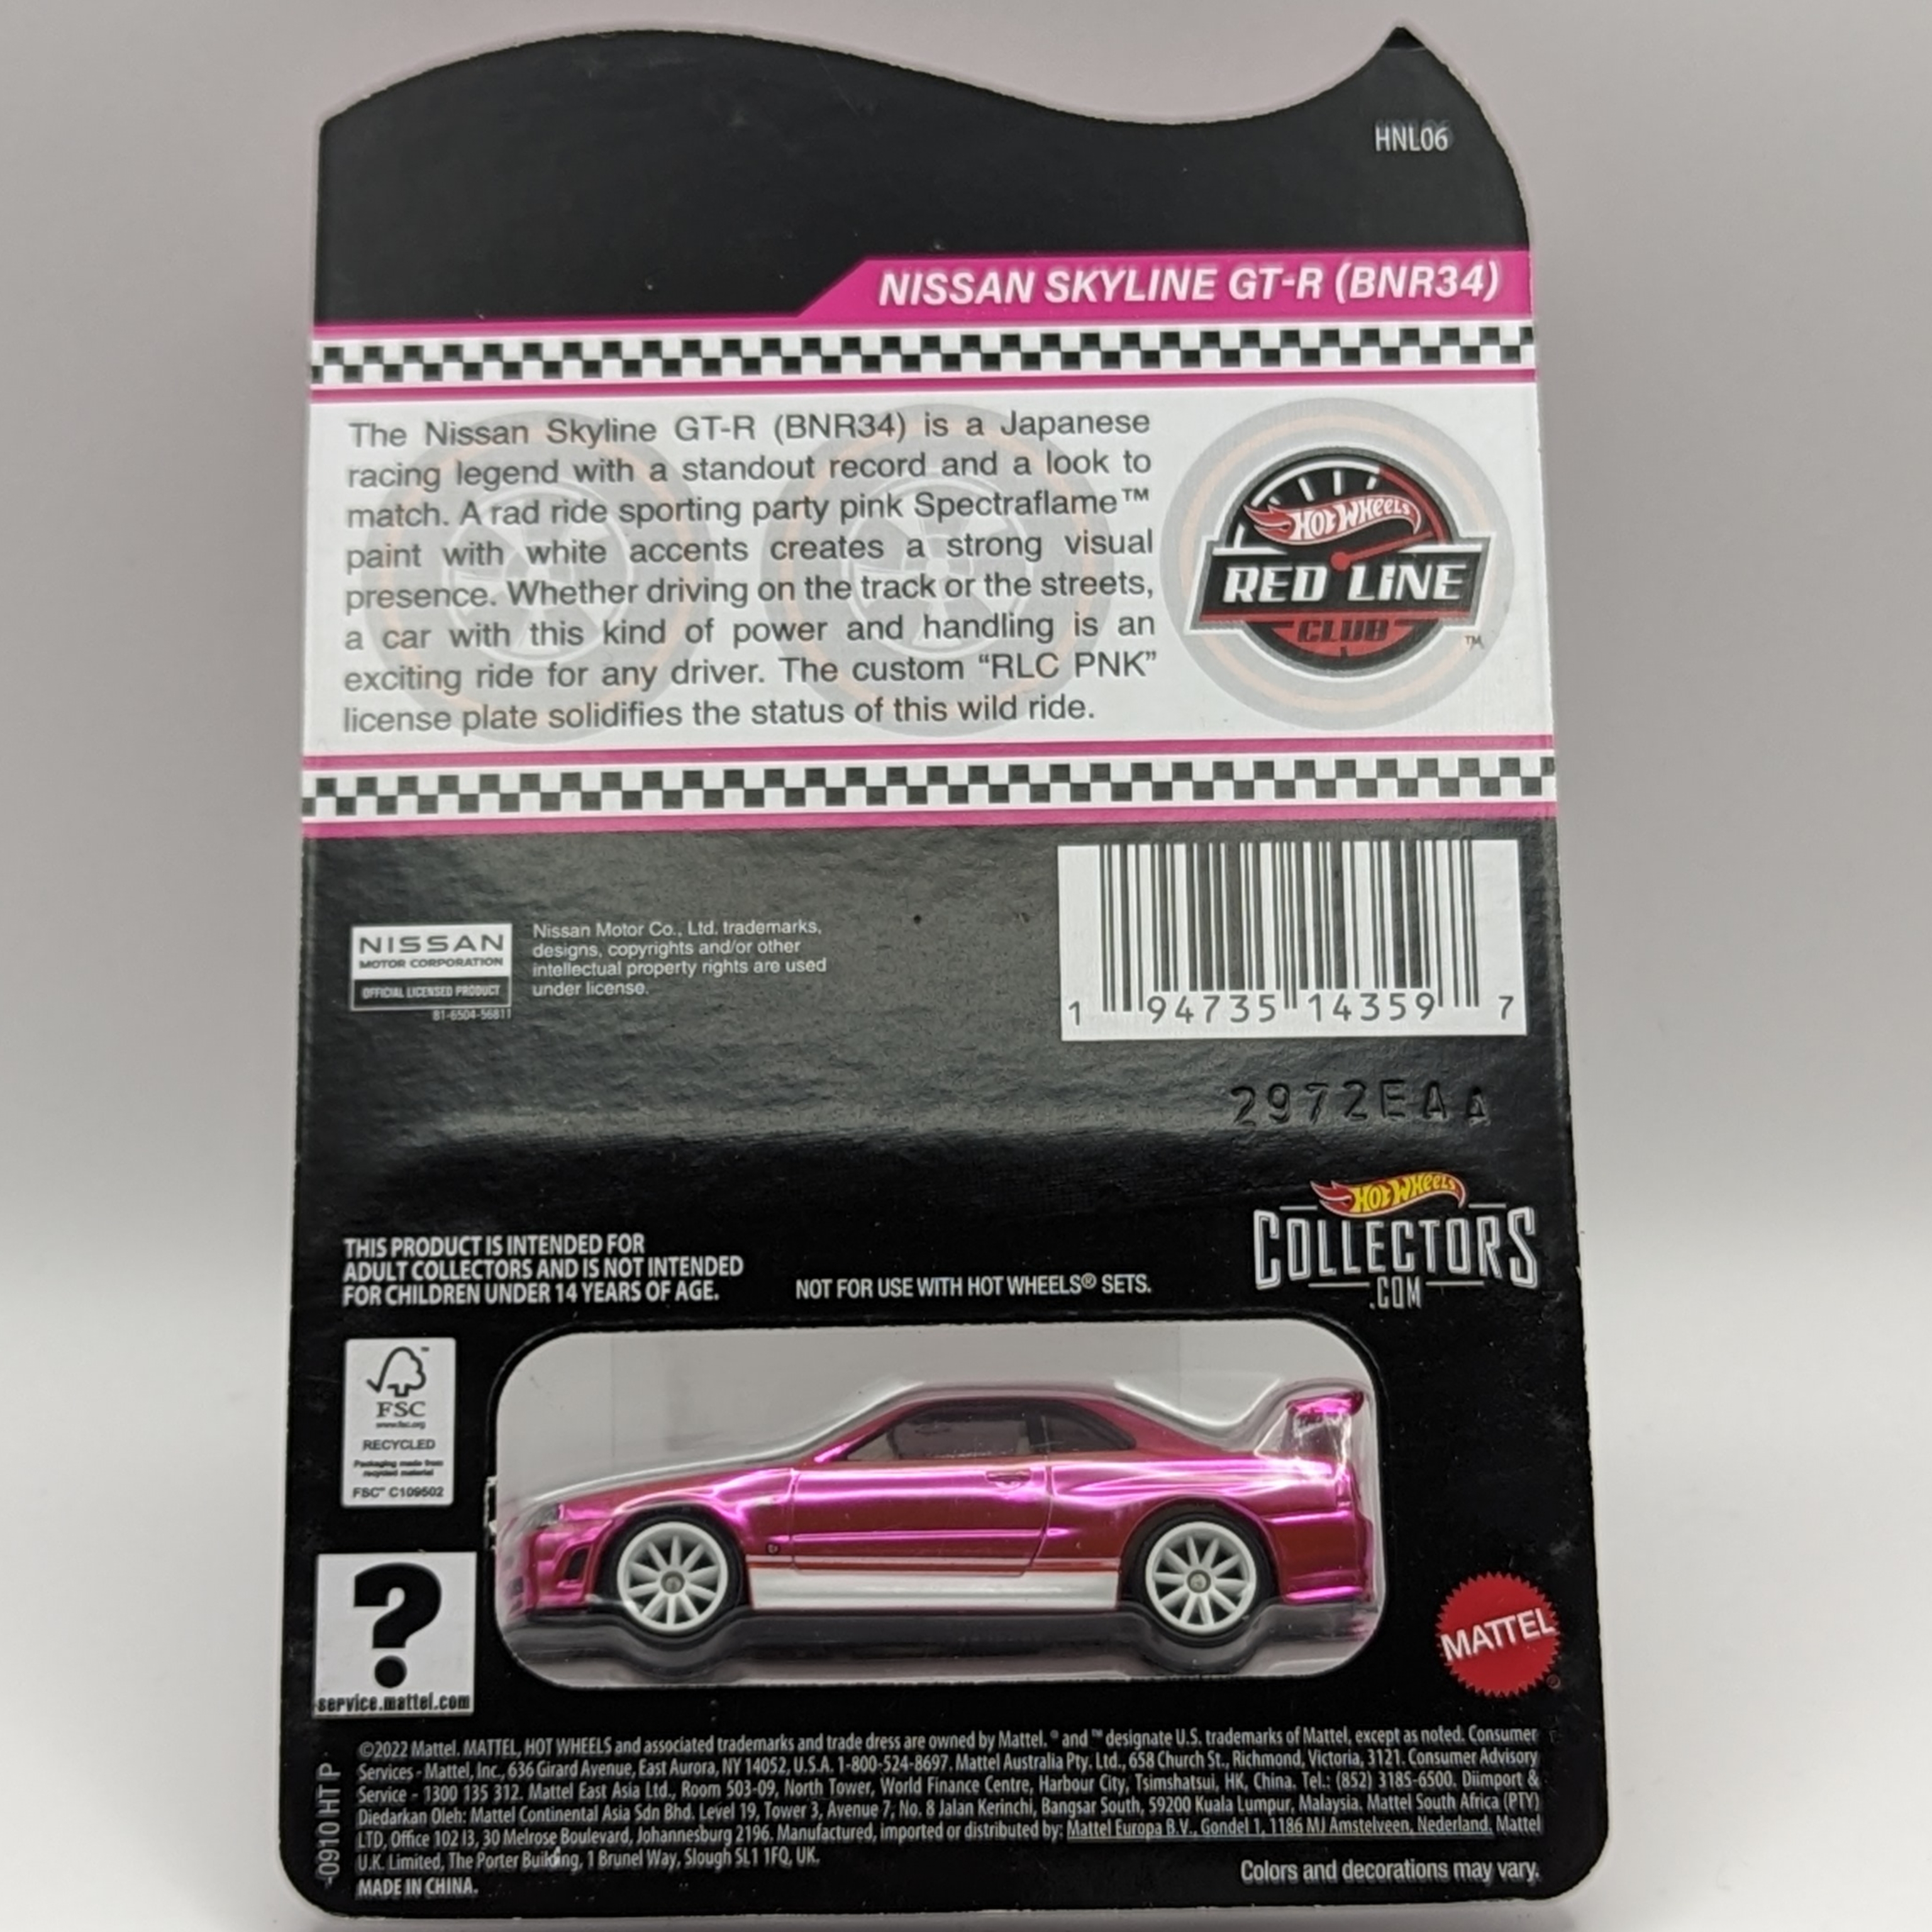 HNL06
NISSAN SKYLINE GT-R (BNR34)
The Nissan Skyline GT-R (BNR34) is a Japanese
racing legend with a standout record and a look to
match. A rad ride sporting party pink Spectraflame™
paint with white accents creates a strong visual
presence. Whether driving on the track or the streets,
a car with this kind of power and handling is an
exciting ride for any driver. The custom “RLC PNK”
license plate solidifies the status of this wild ride.
HOT WHEELS
RED LINE
CLUB
™
NISSAN
MOTOR CORPORATION
OFFICIAL LICENSED PRODUCT
81-6504-56811
Nissan Motor Co., Ltd. trademarks,
designs, copyrights and/or other
intellectual property rights are used
under license.
1 94735 14359 7
2972EAA
HOT WHEELS
COLLECTORS
.COM
THIS PRODUCT IS INTENDED FOR
ADULT COLLECTORS AND IS NOT INTENDED
FOR CHILDREN UNDER 14 YEARS OF AGE.
NOT FOR USE WITH HOT WHEELS® SETS.
™
FSC
www.fsc.org
RECYCLED
Packaging made from
recycled material
FSC™ C109502
?
service.mattel.com
MATTEL
®
©2022 Mattel. MATTEL, HOT WHEELS and associated trademarks and trade dress are owned by Mattel. ® and ™ designate U.S. trademarks of Mattel, except as noted. Consumer
Services - Mattel, Inc., 636 Girard Avenue, East Aurora, NY 14052, U.S.A. 1-800-524-8697. Mattel Australia Pty. Ltd., 658 Church St., Richmond, Victoria, 3121. Consumer Advisory
Service - 1300 135 312. Mattel East Asia Ltd., Room 503-09, North Tower, World Finance Centre, Harbour City, Tsimshatsui, HK, China. Tel.: (852) 3185-6500. Diimport &
Diedarkan Oleh: Mattel Continental Asia Sdn Bhd. Level 19, Tower 3, Avenue 7, No. 8 Jalan Kerinchi, Bangsar South, 59200 Kuala Lumpur, Malaysia. Mattel South Africa (PTY)
LTD, Office 102 I3, 30 Melrose Boulevard, Johannesburg 2196. Manufactured, imported or distributed by: Mattel Europa B.V., Gondel 1, 1186 MJ Amstelveen, Nederland. Mattel
U.K. Limited, The Porter Building, 1 Brunel Way, Slough SL1 1FQ, UK.
MADE IN CHINA.
Colors and decorations may vary.
-0910 HT P